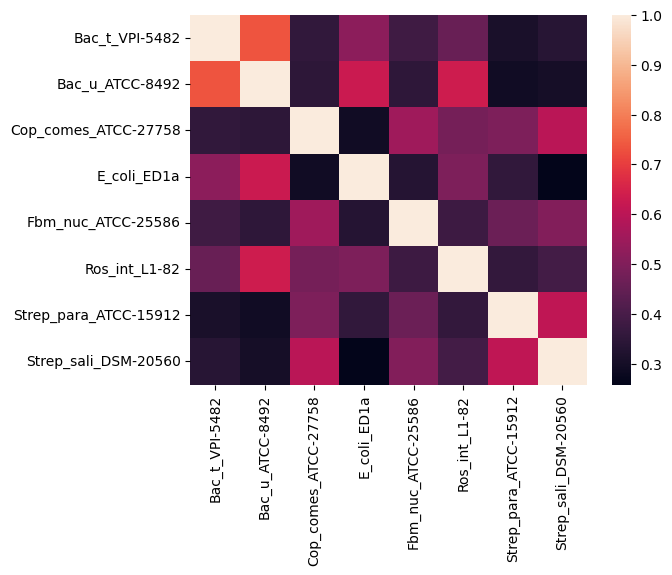 Bac_t_VPI-5482
Bac_u_ATCC-8492
Cop_comes_ATCC-27758
E_coli_ED1a
Fbm_nuc_ATCC-25586
Ros_int_L1-82
Strep_para_ATCC-15912
Strep_sali_DSM-20560
Bac_t_VPI-5482
Bac_u_ATCC-8492
Cop_comes_ATCC-27758
E_coli_ED1a
Fbm_nuc_ATCC-25586
Ros_int_L1-82
Strep_para_ATCC-15912
Strep_sali_DSM-20560
1.0
0.9
0.8
0.7
0.6
0.5
0.4
0.3